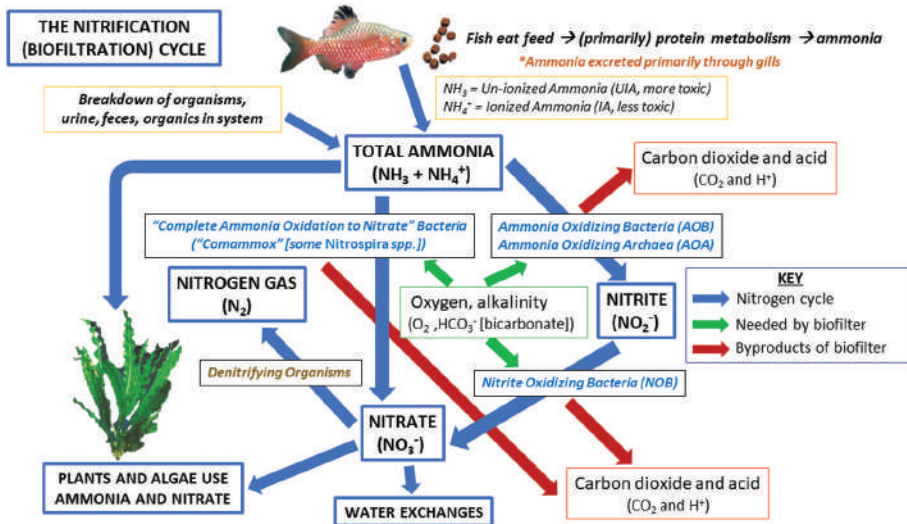 THE NITRIFICATION
(BIOFILTRATION) CYCLE
Fish eat feed → (primarily) protein metabolism → ammonia
*Ammonia excreted primarily through gills
NH₃ = Un-ionized Ammonia (UIA, more toxic)
NH₄⁺ = Ionized Ammonia (IA, less toxic)
Breakdown of organisms,
urine, feces, organics in system
TOTAL AMMONIA
(NH₃ + NH₄⁺)
Carbon dioxide and acid
(CO₂ and H⁺)
"Complete Ammonia Oxidation to Nitrate" Bacteria
("Comammox" [some Nitrospira spp.])
Ammonia Oxidizing Bacteria (AOB)
Ammonia Oxidizing Archaea (AOA)
NITROGEN GAS
(N₂)
Oxygen, alkalinity
(O₂ ,HCO₃⁻ [bicarbonate])
NITRITE
(NO₂⁻)
KEY
Nitrogen cycle
Needed by biofilter
Byproducts of biofilter
Denitrifying Organisms
Nitrite Oxidizing Bacteria (NOB)
NITRATE
(NO₃⁻)
PLANTS AND ALGAE USE
AMMONIA AND NITRATE
WATER EXCHANGES
Carbon dioxide and acid
(CO₂ and H⁺)